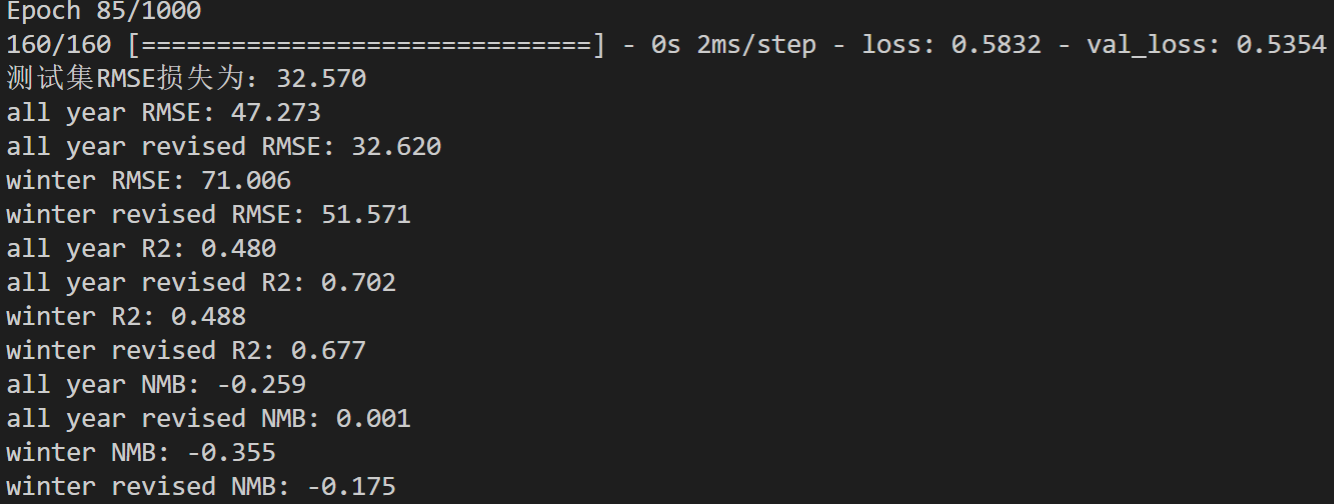 Epoch 85/1000
160/160 [==============================] - 0s 2ms/step - loss: 0.5832 - val_loss: 0.5354
测试集RMSE损失为：32.570
all year RMSE: 47.273
all year revised RMSE: 32.620
winter RMSE: 71.006
winter revised RMSE: 51.571
all year R2: 0.480
all year revised R2: 0.702
winter R2: 0.488
winter revised R2: 0.677
all year NMB: -0.259
all year revised NMB: 0.001
winter NMB: -0.355
winter revised NMB: -0.175